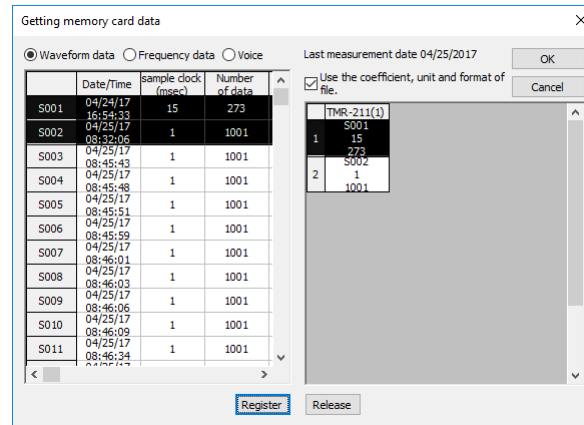 Getting memory card data
Waveform data Frequency data Voice
Last measurement date 04/25/2017
OK
Use the coefficient, unit and format of file.
Cancel
Date/Time sample clock (msec) Number of data
S001 04/24/17 16:54:33 15 273
S002 04/25/17 08:32:06 1 1001
S003 04/25/17 08:45:43 1 1001
S004 04/25/17 08:45:48 1 1001
S005 04/25/17 08:45:51 1 1001
S006 04/25/17 08:45:59 1 1001
S007 04/25/17 08:46:01 1 1001
S008 04/25/17 08:46:03 1 1001
S009 04/25/17 08:46:06 1 1001
S010 04/25/17 08:46:09 1 1001
S011 04/25/17 08:46:34 1 1001
TMR-211(1)
1 S001 15 273
2 S002 1 1001
Register
Release